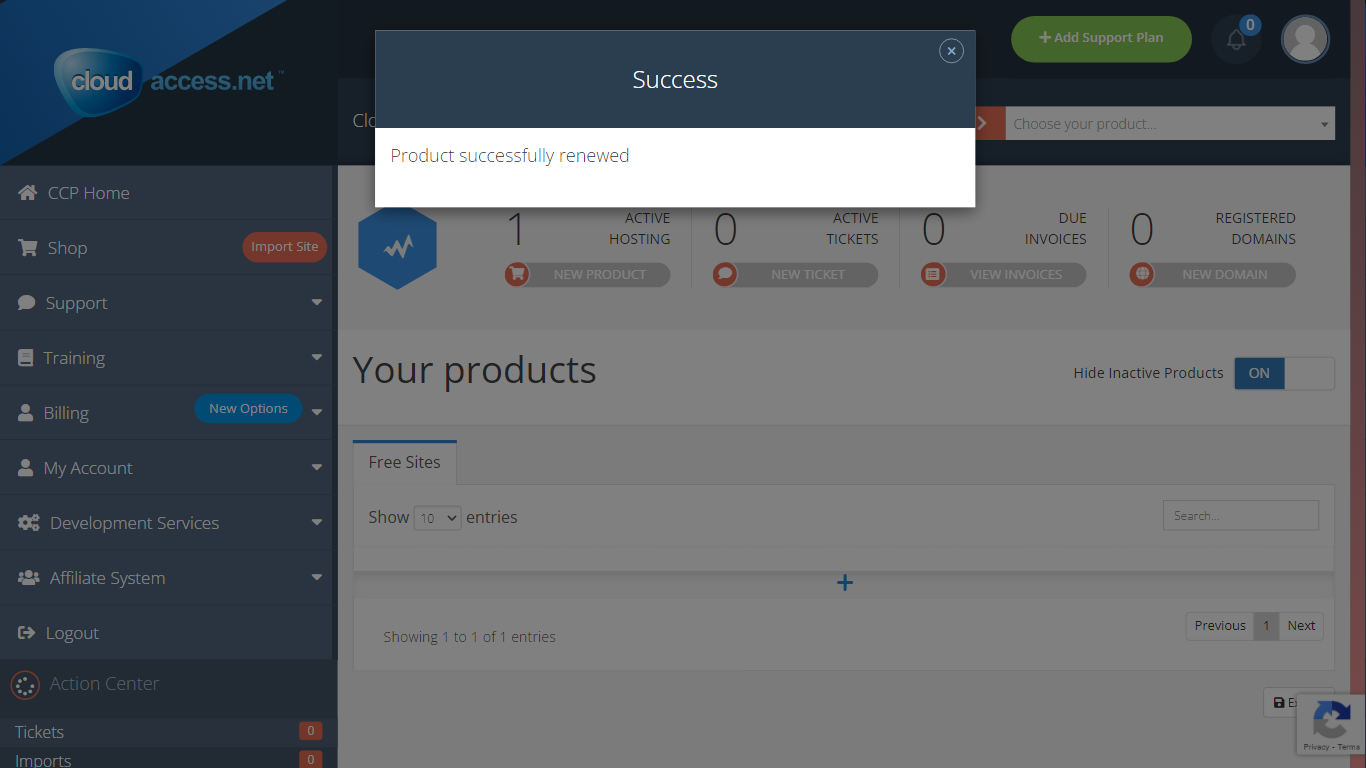 cloudaccess.net™
Add Support Plan
0
Success
Choose your product...
Product successfully renewed
CCP Home
Shop
Import Site
Support
Training
Billing
New Options
My Account
Development Services
Affiliate System
Logout
Action Center
Tickets 0
Imports 0
1 ACTIVE
HOSTING
NEW PRODUCT
0 ACTIVE
TICKETS
NEW TICKET
0 DUE
INVOICES
VIEW INVOICES
0 REGISTERED
DOMAINS
NEW DOMAIN
Your products
Hide Inactive Products ON
Free Sites
Show 10 entries
Search...
Showing 1 to 1 of 1 entries
Previous 1 Next
Privacy - Terms